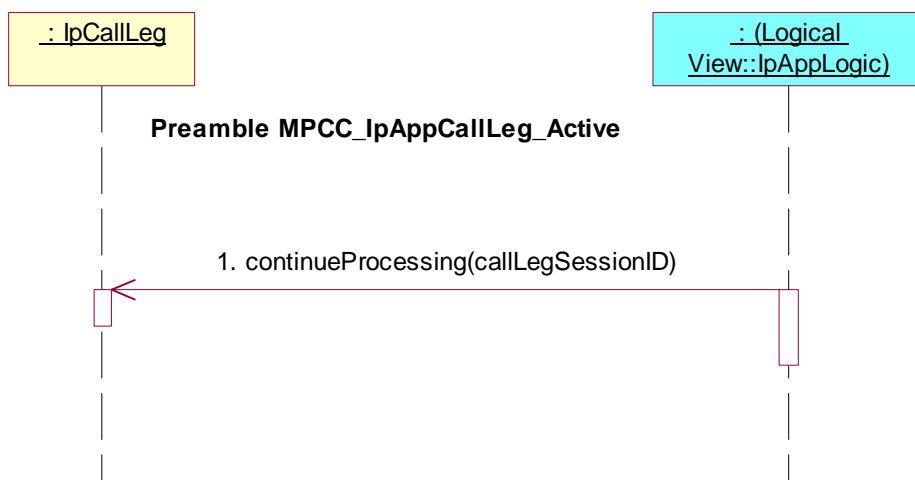 : IpCallLeg
: (Logical
View::IpAppLogic)
Preamble MPCC_IpAppCallLeg_Active
1. continueProcessing(callLegSessionID)